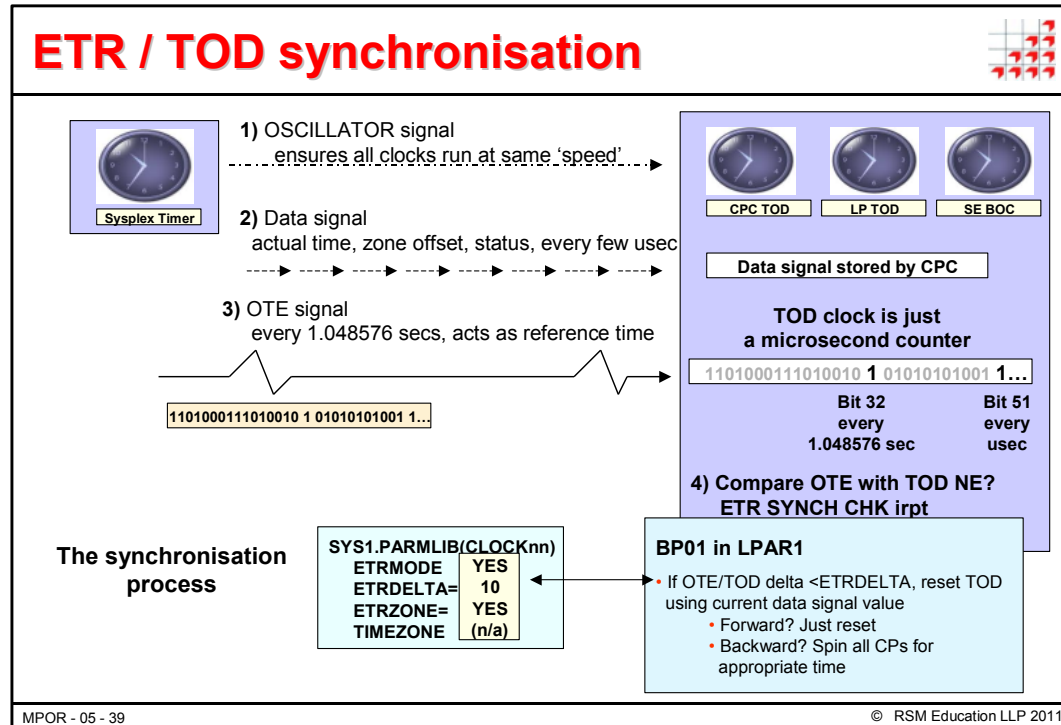 ETR / TOD synchronisation
1) OSCILLATOR signal
ensures all clocks run at same ‘speed’
Sysplex Timer
2) Data signal
actual time, zone offset, status, every few usec
3) OTE signal
every 1.048576 secs, acts as reference time
1101000111010010 1 01010101001 1...
CPC TOD
LP TOD
SE BOC
Data signal stored by CPC
TOD clock is just
a microsecond counter
1101000111010010 1 01010101001 1...
Bit 32
every
1.048576 sec
Bit 51
every
usec
4) Compare OTE with TOD NE?
ETR SYNCH CHK irpt
The synchronisation
process
SYS1.PARMLIB(CLOCKnn)
ETRMODE YES
ETRDELTA= 10
ETRZONE= YES
TIMEZONE (n/a)
BP01 in LPAR1
• If OTE/TOD delta <ETRDELTA, reset TOD
using current data signal value
• Forward? Just reset
• Backward? Spin all CPs for
appropriate time
MPOR - 05 - 39
© RSM Education LLP 2011